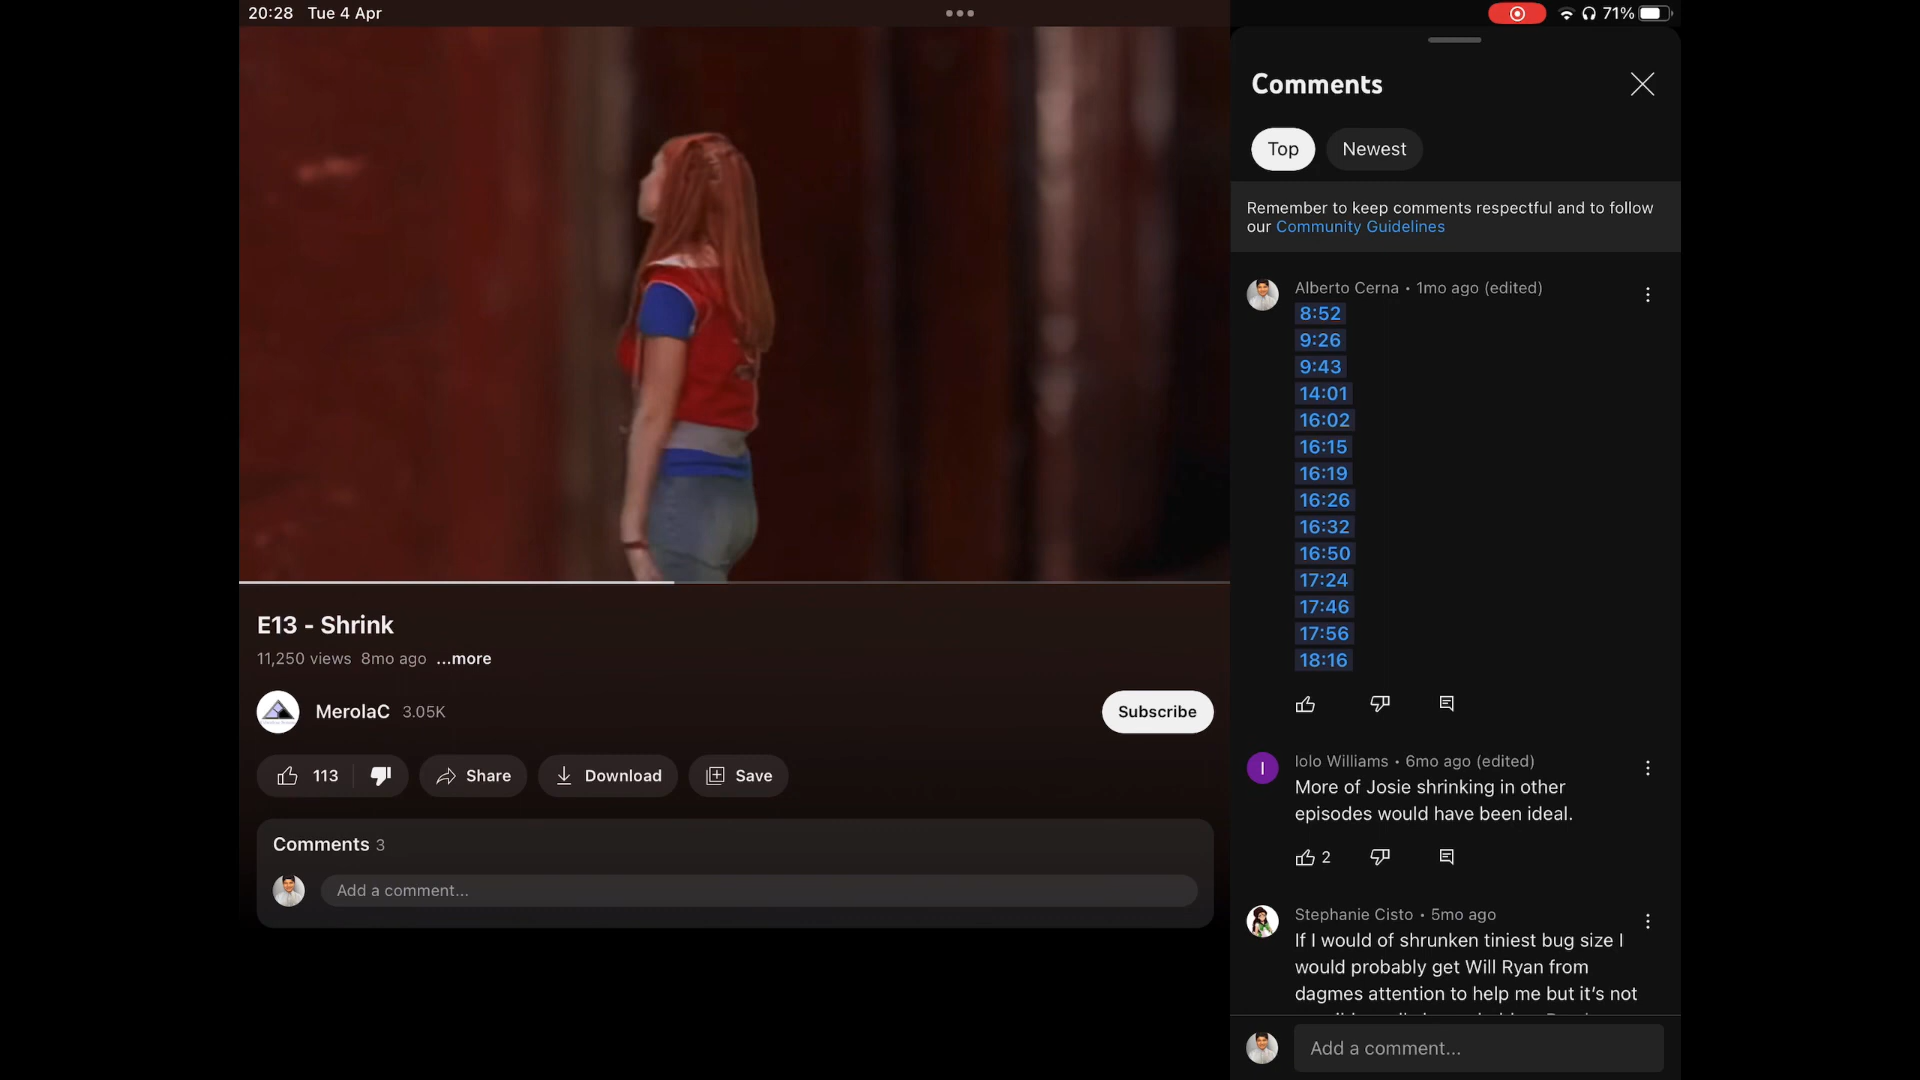 20:28 Tue 4 Apr
71%
E13 - Shrink
11,250 views 8mo ago ...more
MerolaC 3.05K
Subscribe
113
Share
Download
Save
Comments 3
Add a comment...
Comments
Top
Newest
Remember to keep comments respectful and to follow
our Community Guidelines
Alberto Cerna • 1mo ago (edited)
8:52
9:26
9:43
14:01
16:02
16:15
16:19
16:26
16:32
16:50
17:24
17:46
17:56
18:16
I
Iolo Williams • 6mo ago (edited)
More of Josie shrinking in other
episodes would have been ideal.
2
Stephanie Cisto • 5mo ago
If I would of shrunken tiniest bug size I
would probably get Will Ryan from
dagmes attention to help me but it's not
Add a comment...